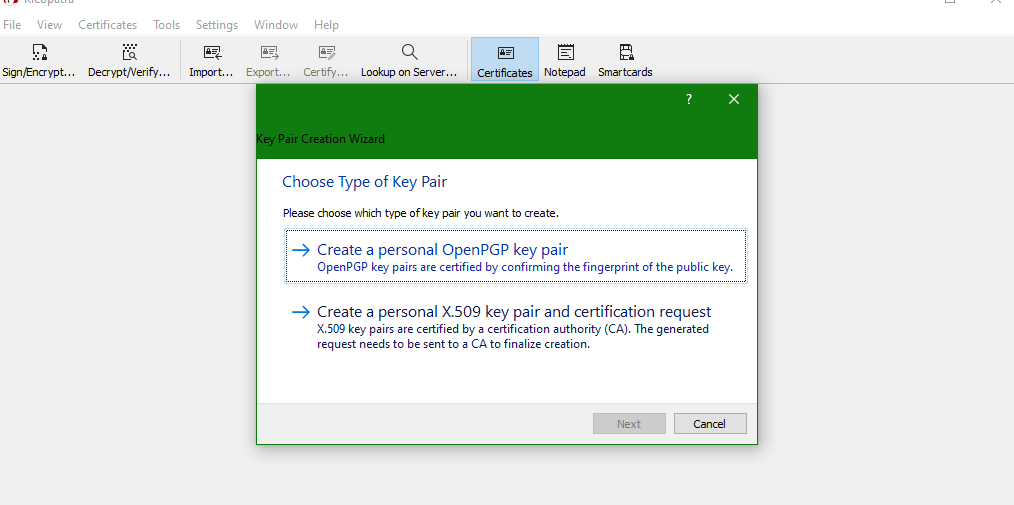 Kleopatra
File View Certificates Tools Settings Window Help
Sign/Encrypt... Decrypt/Verify... Import... Export... Certify... Lookup on Server... Certificates Notepad Smartcards
?
Key Pair Creation Wizard
Choose Type of Key Pair
Please choose which type of key pair you want to create.
Create a personal OpenPGP key pair
OpenPGP key pairs are certified by confirming the fingerprint of the public key.
Create a personal X.509 key pair and certification request
X.509 key pairs are certified by a certification authority (CA). The generated
request needs to be sent to a CA to finalize creation.
Next Cancel